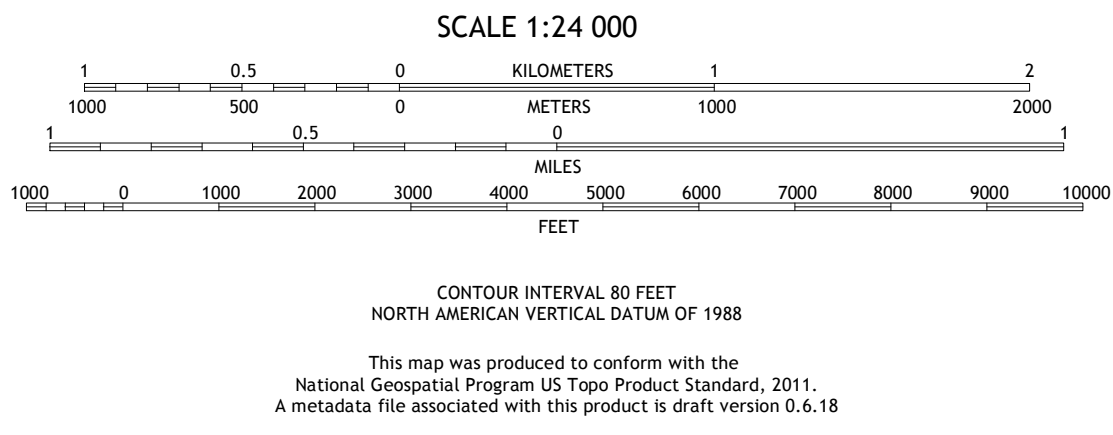 SCALE 1:24 000
1 0.5 0 KILOMETERS 1 2
1000 500 0 METERS 1000 2000
1 0.5 0 1
MILES
1000 0 1000 2000 3000 4000 5000 6000 7000 8000 9000 10000
FEET
CONTOUR INTERVAL 80 FEET
NORTH AMERICAN VERTICAL DATUM OF 1988
This map was produced to conform with the
National Geospatial Program US Topo Product Standard, 2011.
A metadata file associated with this product is draft version 0.6.18